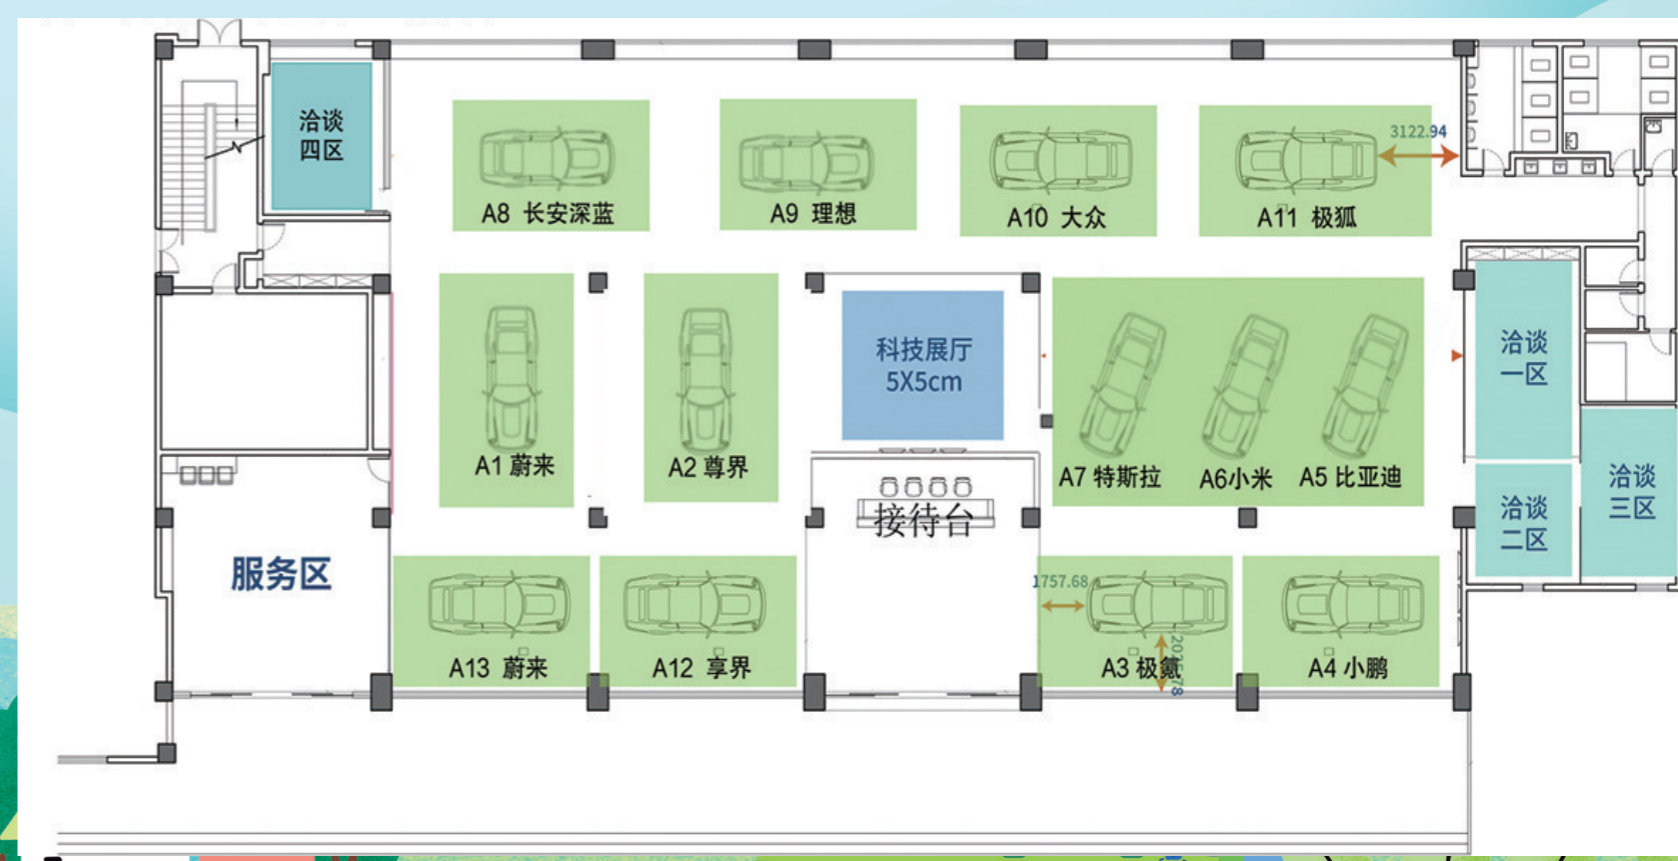 洽谈
四区
3122.94
A8 长安深蓝
A9 理想
A10 大众
A11 极狐
科技展厅
5X5cm
洽谈
一区
A1 蔚来
A2 尊界
A7 特斯拉
A6小米
A5 比亚迪
洽谈
二区
洽谈
三区
接待台
服务区
1757.68
A13 蔚来
A12 享界
A3 极氪
A4 小鹏